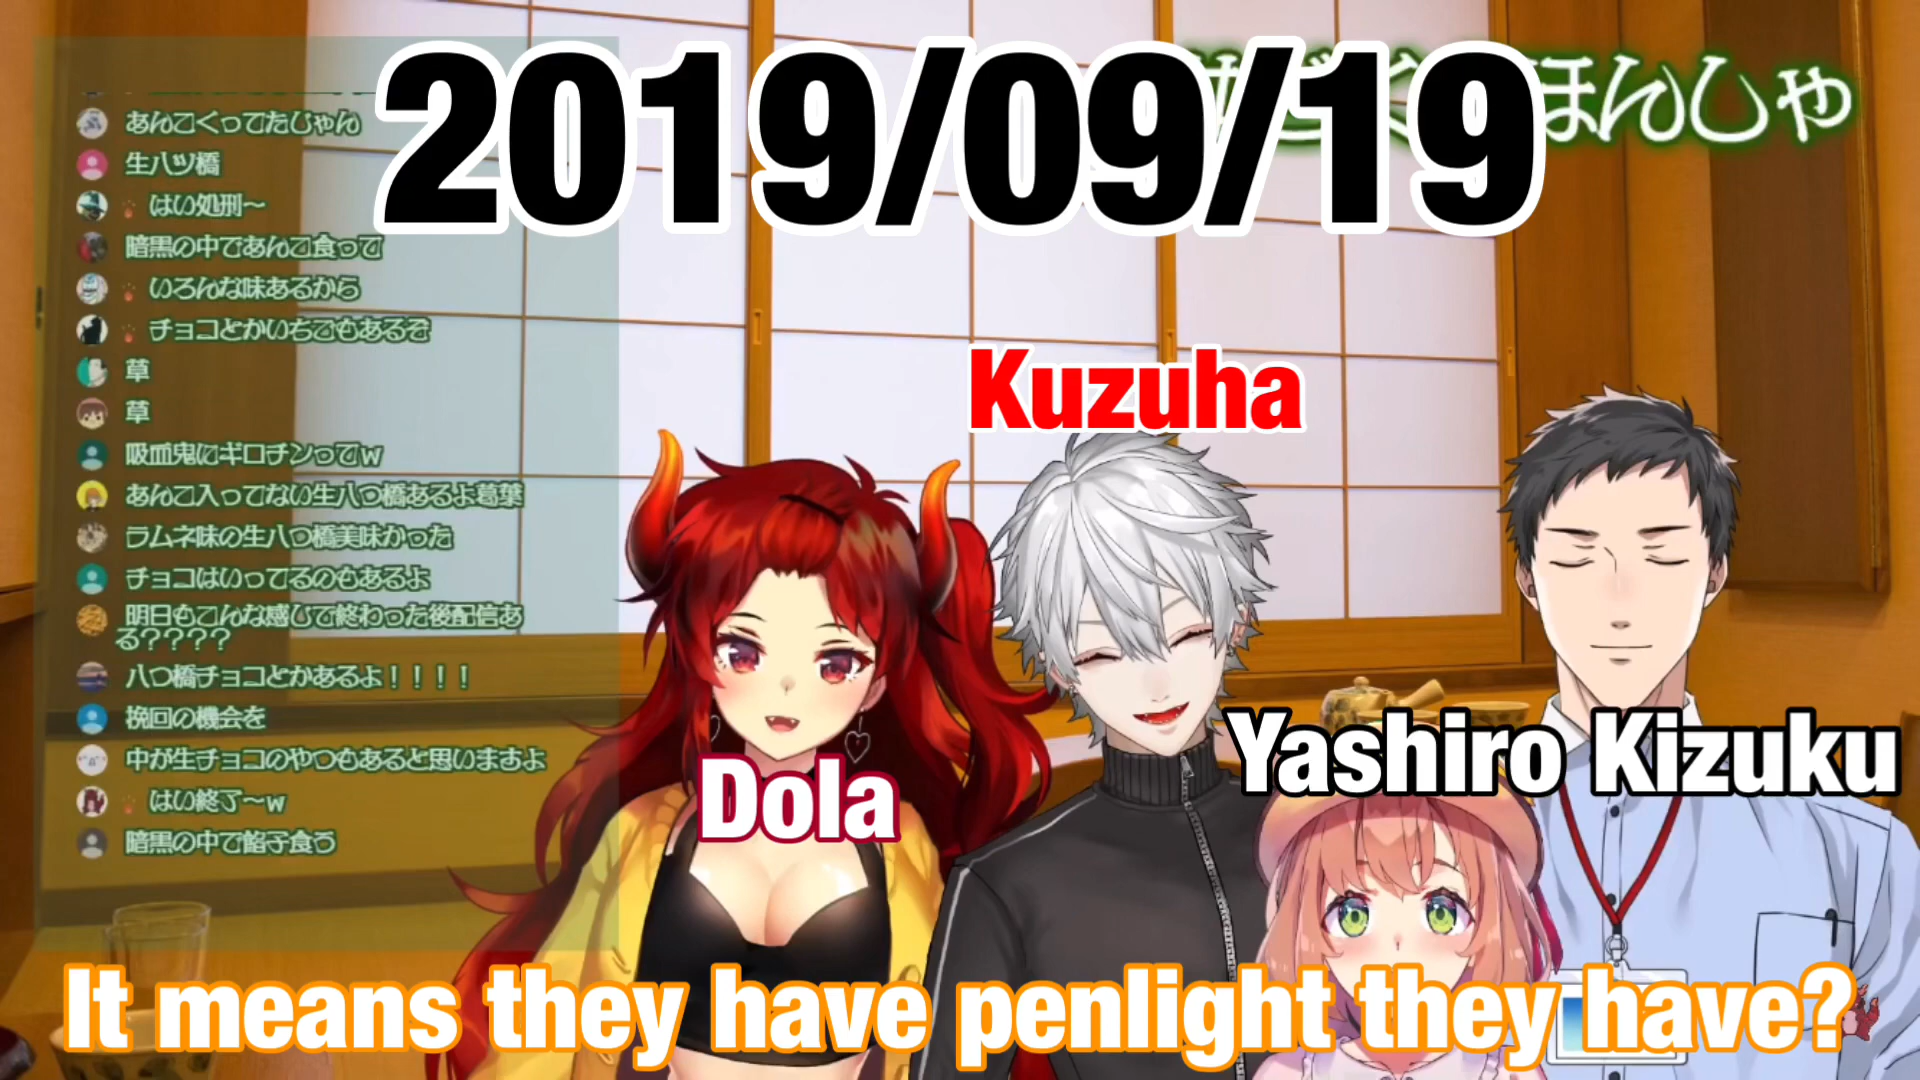 2019/09/19
ほんしゃ
あんこくってたじゃん
生八ツ橋
はい処刑〜
暗黒の中であんこ食って
いろんな味あるから
チョコとかいちごもあるぞ
草
草
吸血鬼にギロチンってw
あんこ入ってない生八つ橋あるよ葛葉
ラムネ味の生八つ橋美味かった
チョコはいってるのもあるよ
明日もこんな感じで終わった後配信あ
る????
八つ橋チョコとかあるよ!!!!
挽回の機会を
中が生チョコのやつもあると思いますよ
はい終了〜w
暗黒の中で餡子食う
Kuzuha
Yashiro Kizuku
Dola
It means they have penlight they have?